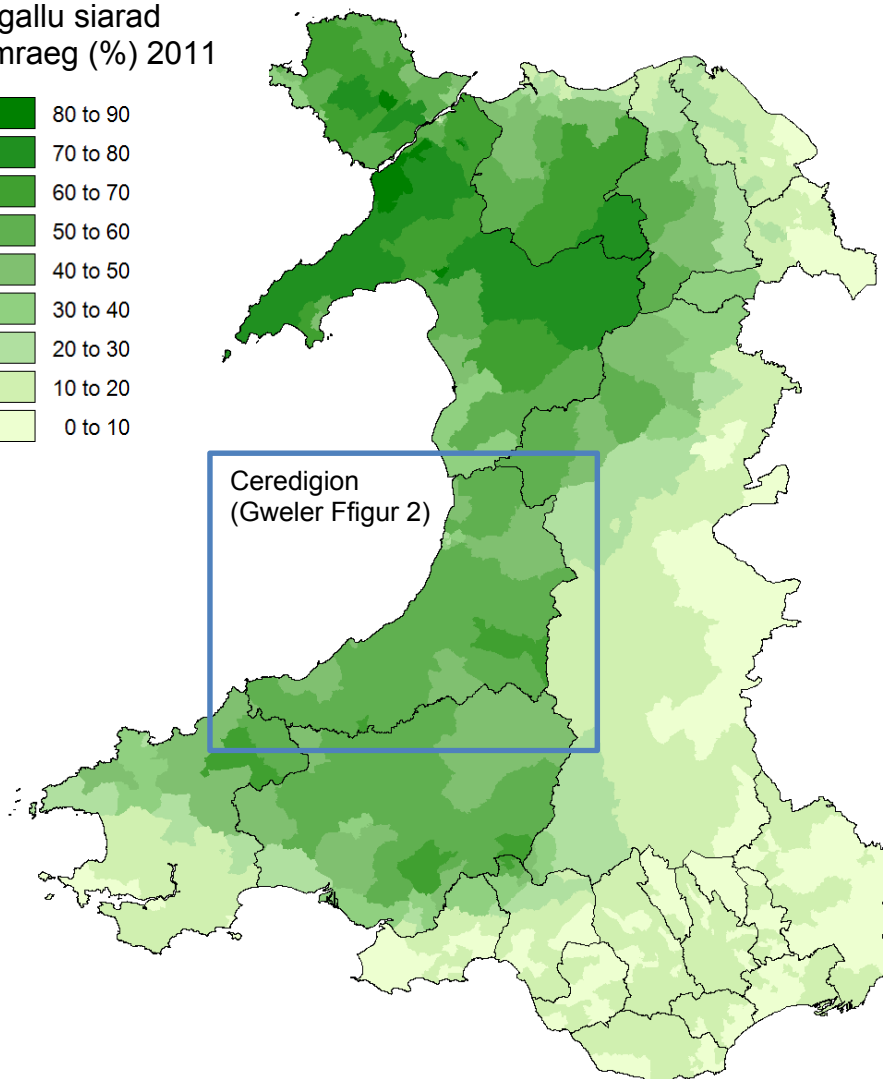 gallu siarad
mraeg (%) 2011
80 to 90
70 to 80
60 to 70
50 to 60
40 to 50
30 to 40
20 to 30
10 to 20
0 to 10
Ceredigion
(Gweler Ffigur 2)